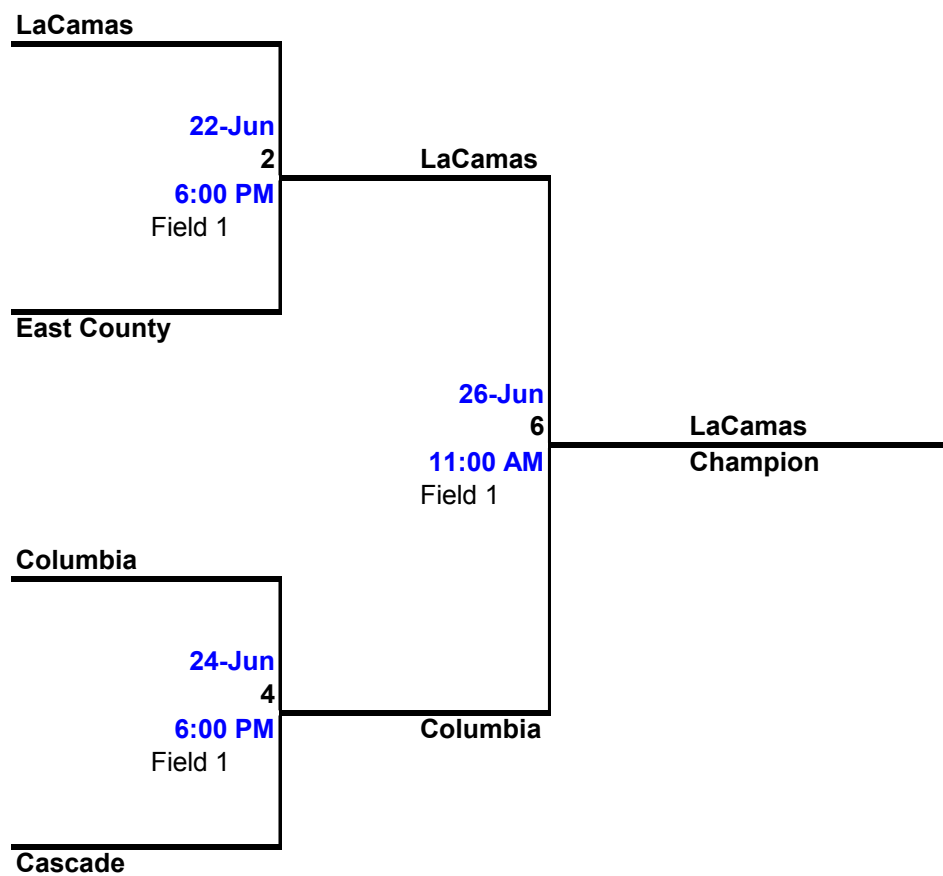 LaCamas
22-Jun
2
LaCamas
6:00 PM
Field 1
East County
26-Jun
6
LaCamas
11:00 AM
Champion
Field 1
Columbia
24-Jun
4
6:00 PM
Columbia
Field 1
Cascade